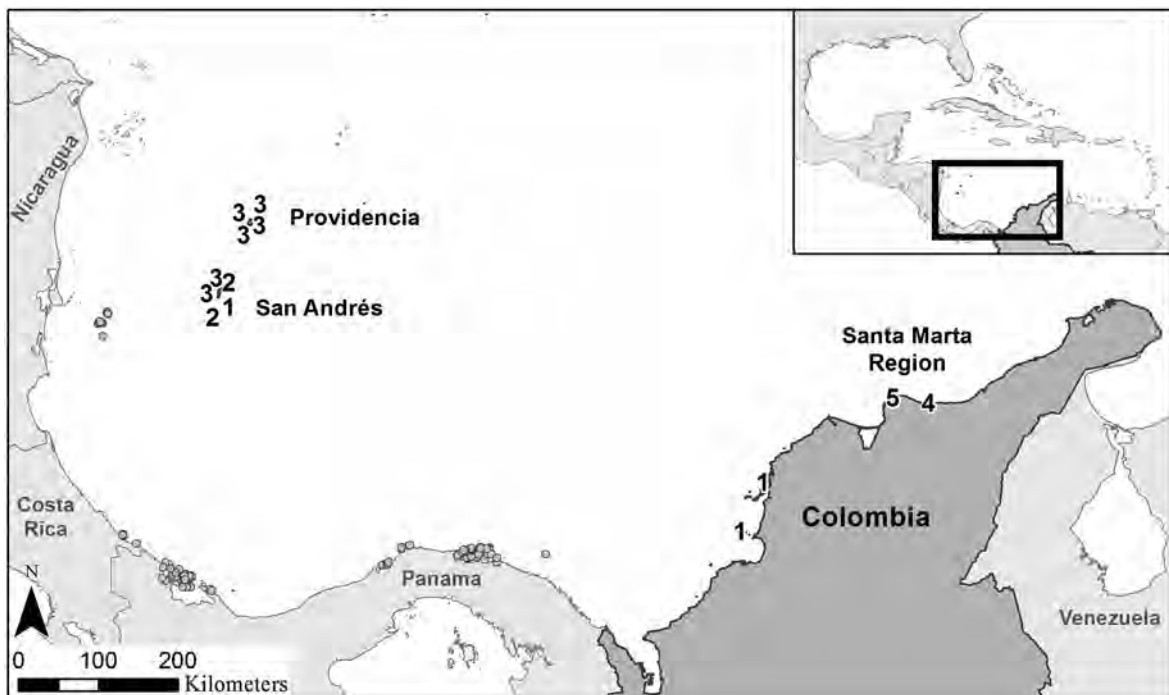 Nicaragua
3
3
3
3
Providencia
3
2
3
1
2
San Andrés
Santa Marta
Region
5
4
1
1
Colombia
Costa
Rica
Panama
Venezuela
N
0 100 200
Kilometers